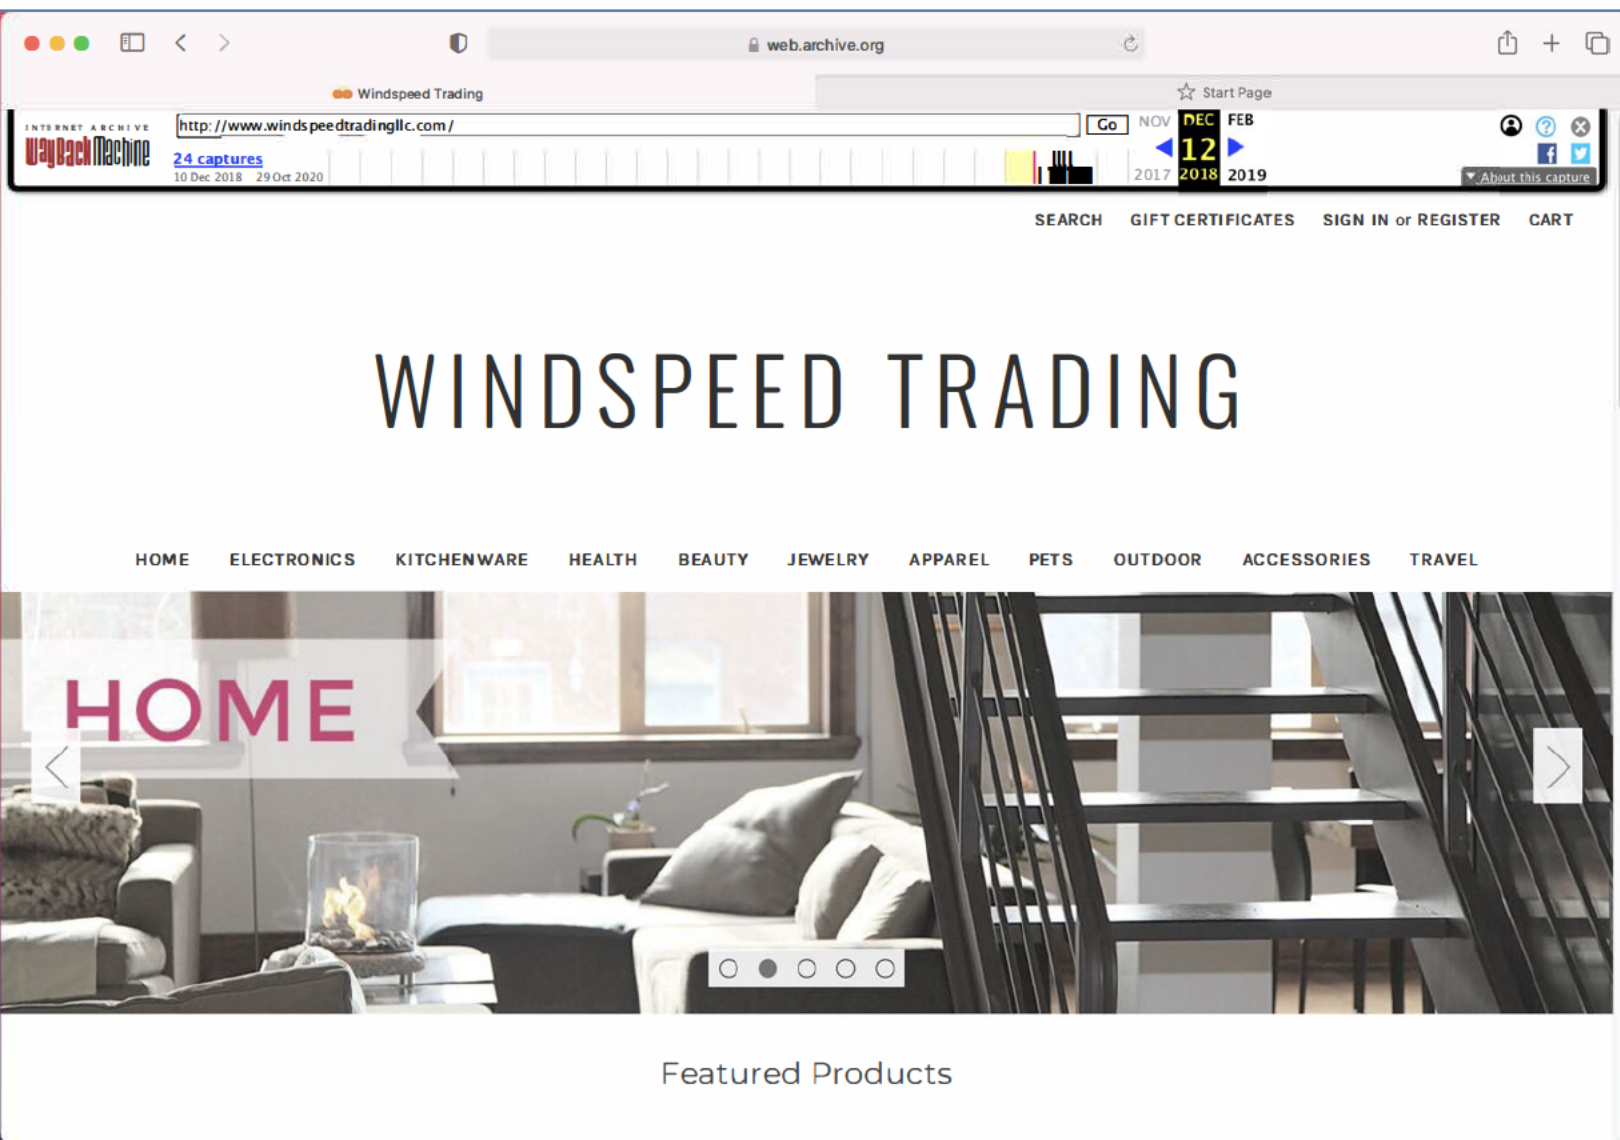 web.archive.org
Windspeed Trading
Start Page
INTERNET ARCHIVE
WayBackMachine
http://www.windspeedtradingllc.com/
Go
NOV DEC FEB
24 captures
12
10 Dec 2018 29 Oct 2020
2017 2018 2019
About this capture
SEARCH GIFT CERTIFICATES SIGN IN or REGISTER CART
WINDSPEED TRADING
HOME ELECTRONICS KITCHENWARE HEALTH BEAUTY JEWELRY APPAREL PETS OUTDOOR ACCESSORIES TRAVEL
HOME
Featured Products